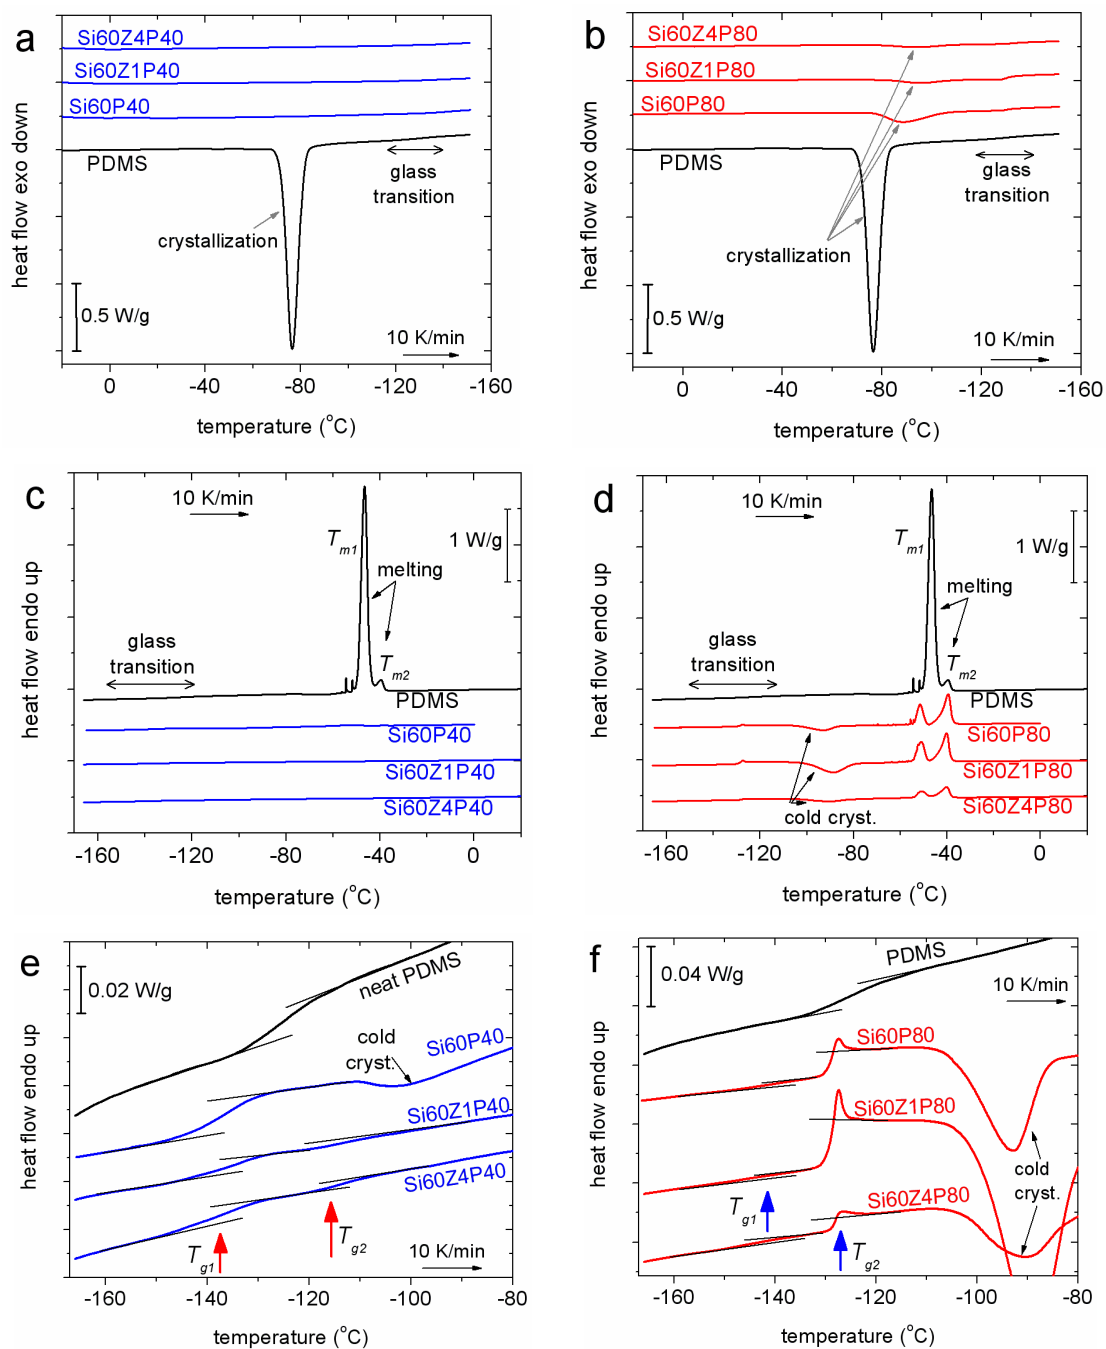 a
Si60Z4P40
Si60Z1P40
Si60P40
PDMS
glass
transition
crystallization
0.5 W/g
10 K/min
heat flow exo down
0 -40 -80 -120 -160
temperature (°C)
b
Si60Z4P80
Si60Z1P80
Si60P80
PDMS
glass
transition
crystallization
0.5 W/g
10 K/min
heat flow exo down
0 -40 -80 -120 -160
temperature (°C)
c
10 K/min
1 W/g
Tm1
melting
glass
transition
Tm2
PDMS
Si60P40
Si60Z1P40
Si60Z4P40
heat flow endo up
-160 -120 -80 -40 0
temperature (°C)
d
10 K/min
1 W/g
Tm1
melting
glass
transition
Tm2
PDMS
Si60P80
Si60Z1P80
Si60Z4P80
cold cryst.
heat flow endo up
-160 -120 -80 -40 0
temperature (°C)
e
0.02 W/g
neat PDMS
cold
cryst.
Si60P40
Si60Z1P40
Si60Z4P40
Tg1
Tg2
10 K/min
heat flow endo up
-160 -140 -120 -100 -80
temperature (°C)
f
0.04 W/g
PDMS
10 K/min
Si60P80
Si60Z1P80
Si60Z4P80
cold
cryst.
Tg1
Tg2
heat flow endo up
-160 -140 -120 -100 -80
temperature (°C)